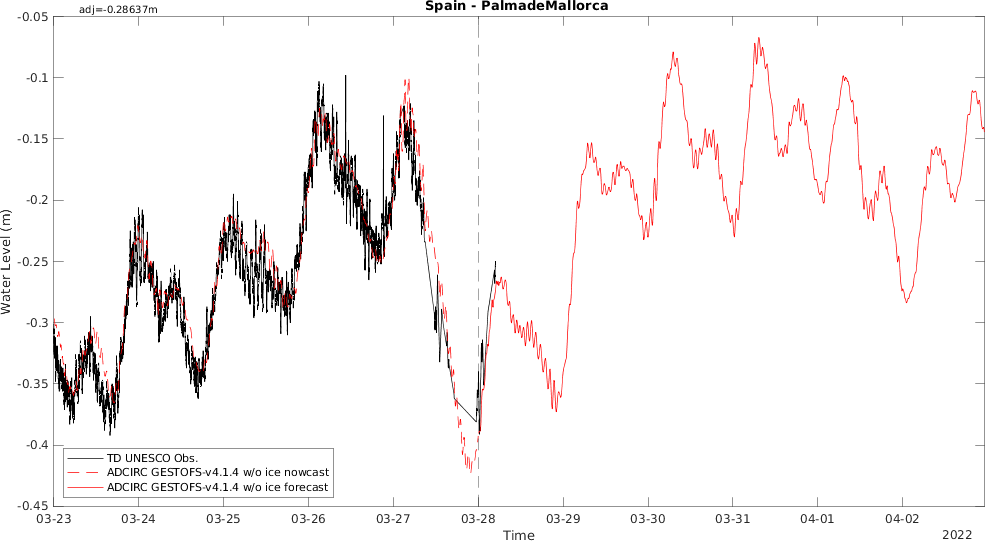 Spain - PalmadeMallorca
adj=-0.28637m
-0.05
-0.1
-0.15
-0.2
-0.25
-0.3
-0.35
-0.4
-0.45
Water Level (m)
TD UNESCO Obs.
ADCIRC GESTOFS-v4.1.4 w/o ice nowcast
ADCIRC GESTOFS-v4.1.4 w/o ice forecast
03-23 03-24 03-25 03-26 03-27 03-28 03-29 03-30 03-31 04-01 04-02
Time
2022